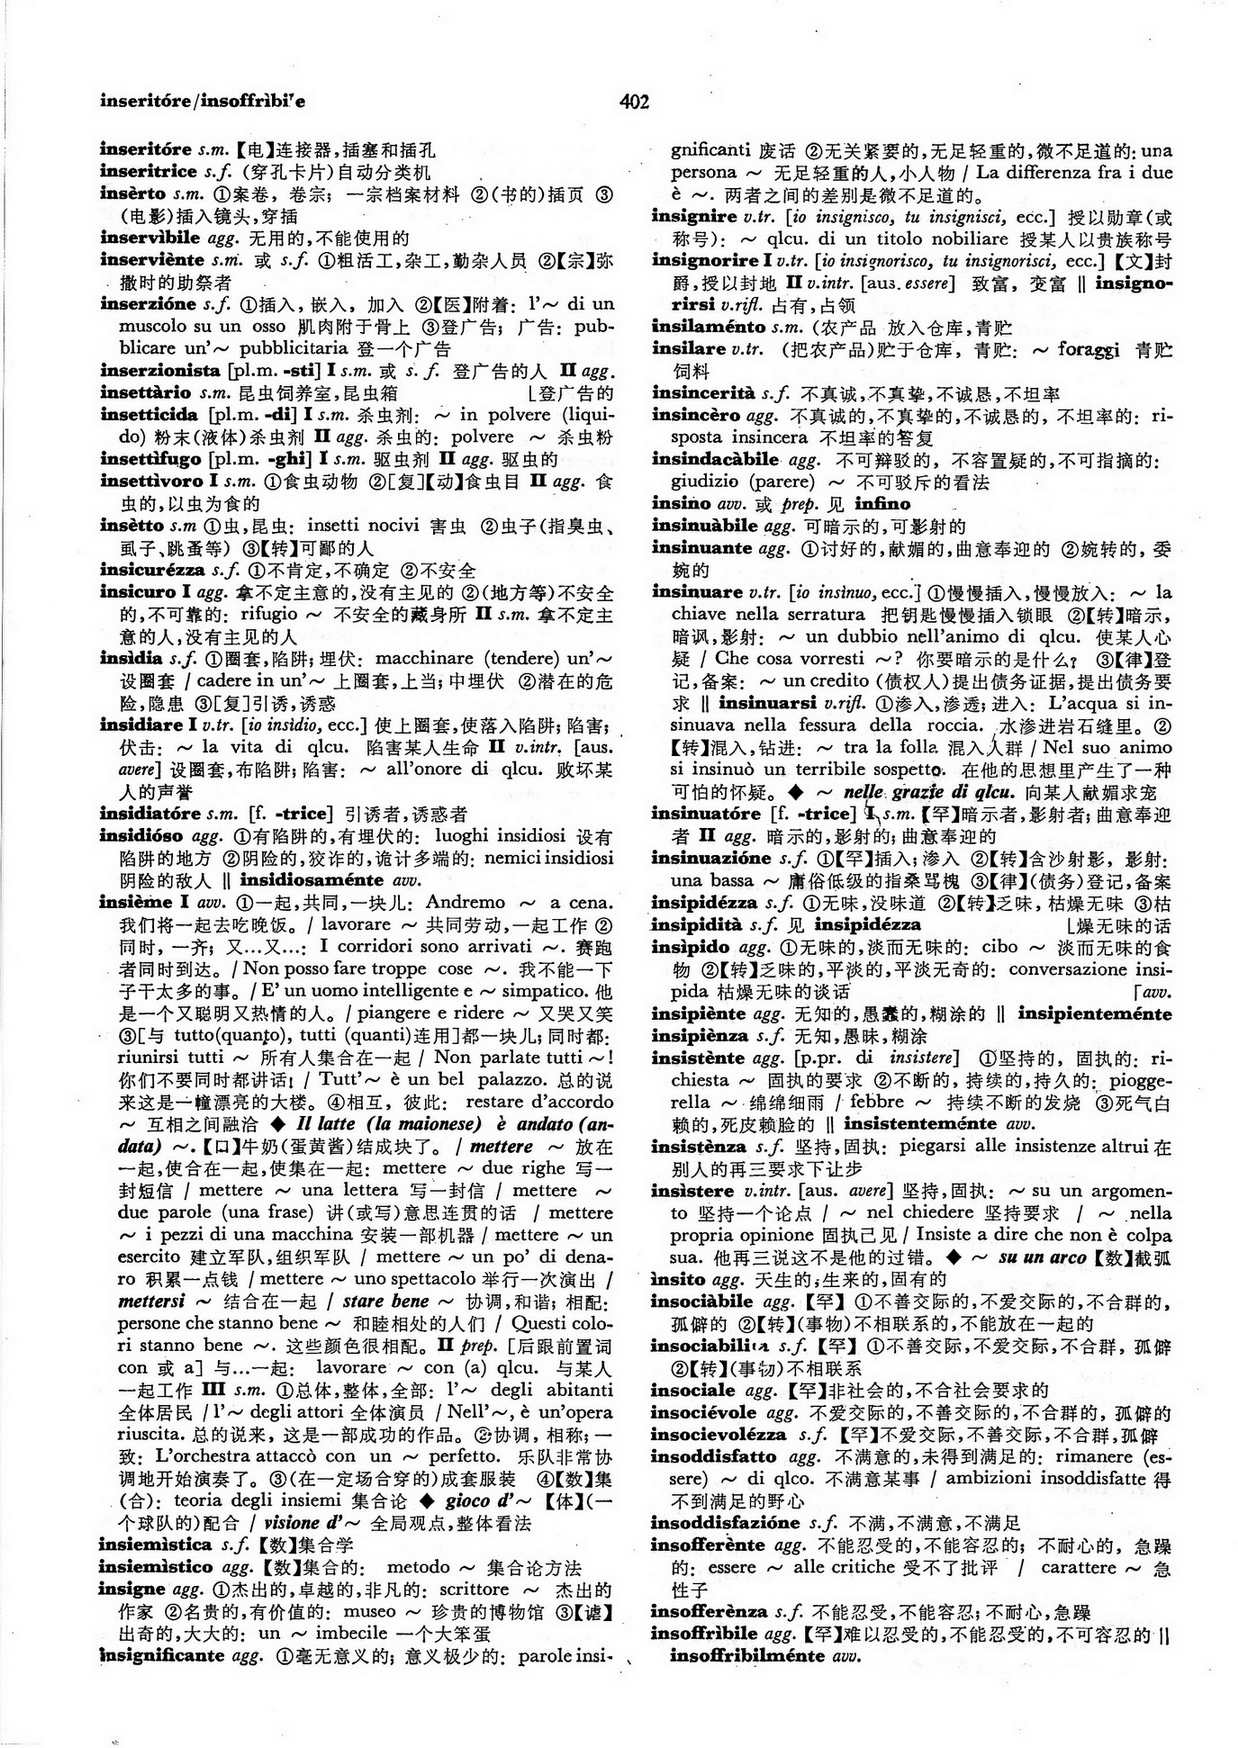 inseritóre/insoffrìbile
402
inseritóre s.m.【电】连接器,插塞和插孔
inseritrice s.f. (穿孔卡片)自动分类机
insèrto s.m. ①案卷, 卷宗; 一宗档案材料 ②(书的)插页 ③
(电影)插入镜头,穿插
inservìbile agg. 无用的,不能使用的
inserviènte s.m. 或 s.f. ①粗活工,杂工,勤杂人员 ②【宗】弥
撒时的助祭者
inserzióne s.f. ①插入, 嵌入, 加入 ②【医】附着: l'～ di un
muscolo su un osso 肌肉附于骨上 ③登广告; 广告: pub-
blicare un'～ pubblicitaria 登一个广告
inserzionista [pl.m. -sti] I s.m. 或 s. f. 登广告的人 II agg.
insettàrio s.m. 昆虫饲养室,昆虫箱 ⌊登广告的
insetticida [pl.m. -di] I s.m. 杀虫剂: ～ in polvere (liqui-
do) 粉末(液体)杀虫剂 II agg. 杀虫的: polvere ～ 杀虫粉
insettìfugo [pl.m. -ghi] I s.m. 驱虫剂 II agg. 驱虫的
insettìvoro I s.m. ①食虫动物 ②[复]【动】食虫目 II agg. 食
虫的,以虫为食的
insètto s.m ①虫,昆虫: insetti nocivi 害虫 ②虫子(指臭虫、
虱子、跳蚤等) ③【转】可鄙的人
insicurézza s.f. ①不肯定,不确定 ②不安全
insicuro I agg. 拿不定主意的,没有主见的 ②(地方等)不安全
的,不可靠的: rifugio ～ 不安全的藏身所 II s.m. 拿不定主
意的人,没有主见的人
insìdia s.f. ①圈套,陷阱; 埋伏: macchinare (tendere) un'～
设圈套 / cadere in un'～ 上圈套,上当; 中埋伏 ②潜在的危
险,隐患 ③[复]引诱,诱惑
insidiare I v.tr. [io insìdio, ecc.] 使上圈套,使落入陷阱; 陷害;
伏击: ～ la vita di qlcu. 陷害某人生命 II v.intr. [aus.
avere] 设圈套,布陷阱; 陷害: ～ all'onore di qlcu. 败坏某
人的声誉
insidiatóre s.m. [f. -trice] 引诱者,诱惑者
insidióso agg. ①有陷阱的,有埋伏的: luoghi insidiosi 设有
陷阱的地方 ②阴险的,狡诈的,诡计多端的: nemici insidiosi
阴险的敌人 ‖ insidiosaménte avv.
insième I avv. ①一起,共同,一块儿: Andremo ～ a cena.
我们将一起去吃晚饭。/ lavorare ～ 共同劳动,一起工作 ②
同时, 一齐; 又…又…: I corridori sono arrivati ～. 赛跑
者同时到达。/ Non posso fare troppe cose ～. 我不能一下
子干太多的事。/ E' un uomo intelligente e ～ simpatico. 他
是一个又聪明又热情的人。/ piangere e ridere ～ 又哭又笑
③[与 tutto(quanto), tutti (quanti)连用]都一块儿; 同时都:
riunirsi tutti ～ 所有人集合在一起 / Non parlate tutti ～!
你们不要同时都讲话! / Tutt'～ è un bel palazzo. 总的说
来这是一幢漂亮的大楼。④相互, 彼此: restare d'accordo
～ 互相之间融洽 ◆ Il latte (la maionese) è andato (an-
data) ～.【口】牛奶(蛋黄酱)结成块了。/ mettere ～ 放在
一起,使合在一起,使集在一起: mettere ～ due righe 写一
封短信 / mettere ～ una lettera 写一封信 / mettere ～
due parole (una frase) 讲(或写)意思连贯的话 / mettere
～ i pezzi di una macchina 安装一部机器 / mettere ～ un
esercito 建立军队,组织军队 / mettere ～ un po' di dena-
ro 积累一点钱 / mettere ～ uno spettacolo 举行一次演出 /
mettersi ～ 结合在一起 / stare bene ～ 协调,和谐; 相配:
persone che stanno bene ～ 和睦相处的人们 / Questi colo-
ri stanno bene ～. 这些颜色很相配。II prep. [后跟前置词
con 或 a] 与…一起: lavorare ～ con (a) qlcu. 与某人
一起工作 III s.m. ①总体,整体,全部: l'～ degli abitanti
全体居民 / l'～ degli attori 全体演员 / Nell'～, è un'opera
riuscita. 总的说来, 这是一部成功的作品。②协调, 相称; 一
致: L'orchestra attaccò con un ～ perfetto. 乐队非常协
调地开始演奏了。③(在一定场合穿的)成套服装 ④【数】集
(合): teoria degli insiemi 集合论 ◆ gioco d'～【体】(一
个球队的)配合 / visione d'～ 全局观点,整体看法
insiemìstica s.f.【数】集合学
insiemìstico agg.【数】集合的: metodo ～ 集合论方法
insigne agg. ①杰出的,卓越的,非凡的: scrittore ～ 杰出的
作家 ②名贵的,有价值的: museo ～ 珍贵的博物馆 ③【谑】
出奇的,大大的: un ～ imbecile 一个大笨蛋
insignificante agg. ①毫无意义的; 意义极少的: parole insi-
gnificanti 废话 ②无关紧要的,无足轻重的,微不足道的: una
persona ～ 无足轻重的人,小人物 / La differenza fra i due
è ～. 两者之间的差别是微不足道的。
insignire v.tr. [io insignisco, tu insignisci, ecc.] 授以勋章(或
称号): ～ qlcu. di un titolo nobiliare 授某人以贵族称号
insignorire I v.tr. [io insignorisco, tu insignorisci, ecc.]【文】封
爵,授以封地 II v.intr. [aus. essere] 致富, 变富 ‖ insigno-
rirsi v.rifl. 占有,占领
insilaménto s.m. (农产品 放入仓库,青贮
insilare v.tr. (把农产品)贮于仓库, 青贮: ～ foraggi 青贮
饲料
insincerità s.f. 不真诚,不真挚,不诚恳,不坦率
insincèro agg. 不真诚的,不真挚的,不诚恳的, 不坦率的: ri-
sposta insincera 不坦率的答复
insindacàbile agg. 不可辩驳的, 不容置疑的,不可指摘的:
giudizio (parere) ～ 不可驳斥的看法
insino avv. 或 prep. 见 infino
insinuàbile agg. 可暗示的,可影射的
insinuante agg. ①讨好的,献媚的,曲意奉迎的 ②婉转的, 委
婉的
insinuare v.tr. [io insìnuo, ecc.] ①慢慢插入,慢慢放入: ～ la
chiave nella serratura 把钥匙慢慢插入锁眼 ②【转】暗示,
暗讽,影射: ～ un dubbio nell'animo di qlcu. 使某人心
疑 / Che cosa vorresti ～? 你要暗示的是什么? ③【律】登
记,备案: ～ un credito (债权人)提出债务证据,提出债务要
求 ‖ insinuarsi v.rifl. ①渗入,渗透; 进入: L'acqua si in-
sinuava nella fessura della roccia. 水渗进岩石缝里。②
【转】混入,钻进: ～ tra la folla 混入人群 / Nel suo animo
si insinuò un terribile sospetto. 在他的思想里产生了一种
可怕的怀疑。◆ ～ nelle grazie di qlcu. 向某人献媚求宠
insinuatóre [f. -trice] I s.m.【罕】暗示者,影射者; 曲意奉迎
者 II agg. 暗示的,影射的; 曲意奉迎的
insinuazióne s.f. ①【罕】插入; 渗入 ②【转】含沙射影, 影射:
una bassa ～ 庸俗低级的指桑骂槐 ③【律】(债务)登记,备案
insipidézza s.f. ①无味,没味道 ②【转】乏味, 枯燥无味 ③枯
insipidità s.f. 见 insipidézza ⌊燥无味的话
insìpido agg. ①无味的,淡而无味的: cibo ～ 淡而无味的食
物 ②【转】乏味的,平淡的,平淡无奇的: conversazione insi-
pida 枯燥无味的谈话 ⌈avv.
insipiènte agg. 无知的,愚蠢的,糊涂的 ‖ insipienteménte
insipiènza s.f. 无知,愚昧,糊涂
insistènte agg. [p.pr. di insistere] ①坚持的, 固执的: ri-
chiesta ～ 固执的要求 ②不断的, 持续的,持久的: piogge-
rella ～ 绵绵细雨 / febbre ～ 持续不断的发烧 ③死气白
赖的,死皮赖脸的 ‖ insistenteménte avv.
insistènza s.f. 坚持,固执: piegarsi alle insistenze altrui 在
别人的再三要求下让步
insìstere v.intr. [aus. avere] 坚持,固执: ～ su un argomen-
to 坚持一个论点 / ～ nel chiedere 坚持要求 / ～ nella
propria opinione 固执己见 / Insiste a dire che non è colpa
sua. 他再三说这不是他的过错。◆ ～ su un arco【数】截弧
ìnsito agg. 天生的,生来的,固有的
insociàbile agg.【罕】①不善交际的,不爱交际的,不合群的,
孤僻的 ②【转】(事物)不相联系的,不能放在一起的
insociabilità s.f.【罕】①不善交际,不爱交际,不合群, 孤僻
②【转】(事物)不相联系
insociale agg.【罕】非社会的,不合社会要求的
insociévole agg. 不爱交际的,不善交际的,不合群的, 孤僻的
insocievolézza s.f.【罕】不爱交际,不善交际,不合群,孤僻
insoddisfatto agg. 不满意的,未得到满足的: rimanere (es-
sere) ～ di qlco. 不满意某事 / ambizioni insoddisfatte 得
不到满足的野心
insoddisfazióne s.f. 不满,不满意,不满足
insofferènte agg. 不能忍受的,不能容忍的; 不耐心的, 急躁
的: essere ～ alle critiche 受不了批评 / carattere ～ 急
性子
insofferènza s.f. 不能忍受,不能容忍; 不耐心,急躁
insoffrìbile agg.【罕】难以忍受的,不能忍受的,不可容忍的 ‖
insoffribilménte avv.